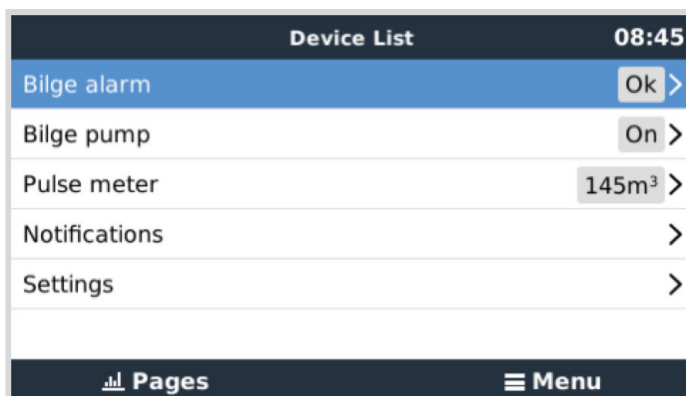 Device List 08:45
Bilge alarm Ok
Bilge pump On
Pulse meter 145m³
Notifications
Settings
Pages Menu